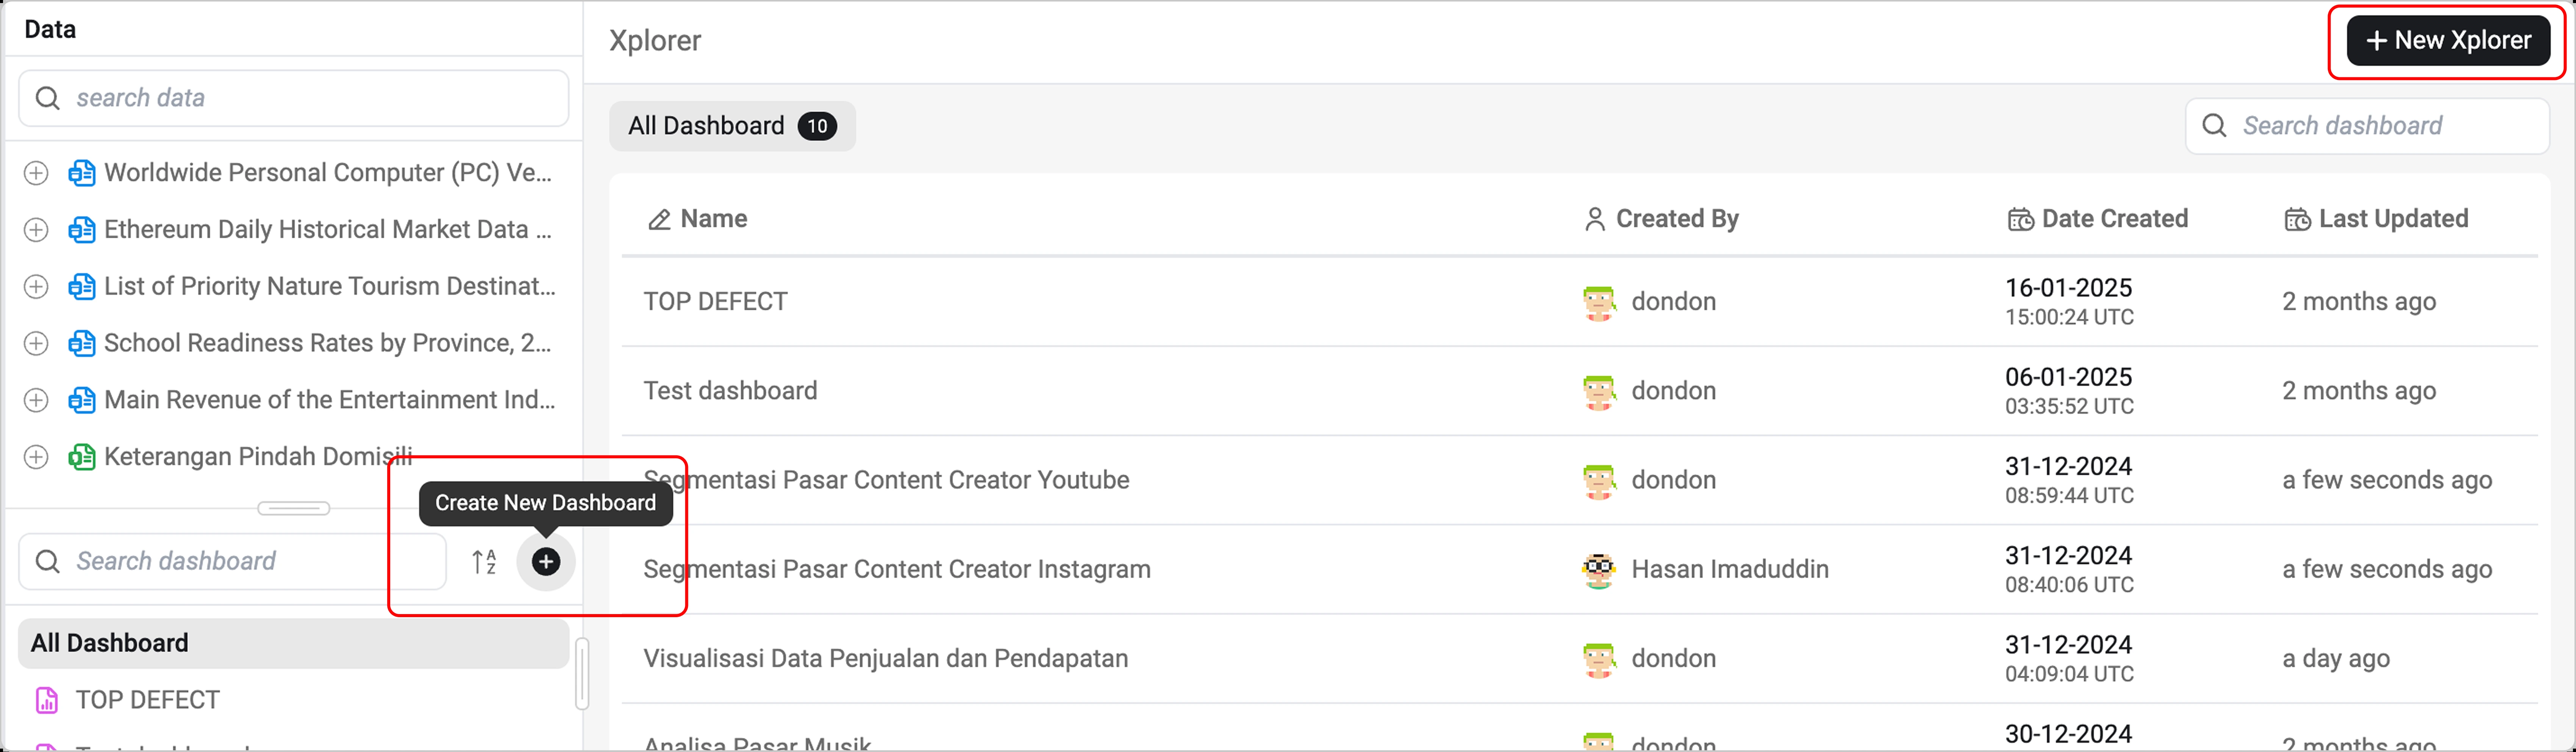 Data
search data
Worldwide Personal Computer (PC) Ve...
Ethereum Daily Historical Market Data ...
List of Priority Nature Tourism Destinat...
School Readiness Rates by Province, 2...
Main Revenue of the Entertainment Ind...
Keterangan Pindah Domisili
Create New Dashboard
Search dashboard
A
Z
All Dashboard
TOP DEFECT
Xplorer
New Xplorer
All Dashboard 10
Search dashboard
Name Created By Date Created Last Updated
TOP DEFECT dondon 16-01-2025 2 months ago
15:00:24 UTC
Test dashboard dondon 06-01-2025 2 months ago
03:35:52 UTC
Segmentasi Pasar Content Creator Youtube dondon 31-12-2024 a few seconds ago
08:59:44 UTC
Segmentasi Pasar Content Creator Instagram Hasan Imaduddin 31-12-2024 a few seconds ago
08:40:06 UTC
Visualisasi Data Penjualan dan Pendapatan dondon 31-12-2024 a day ago
04:09:04 UTC
Analisa Pasar Musik dondon 30-12-2024 2 months ago